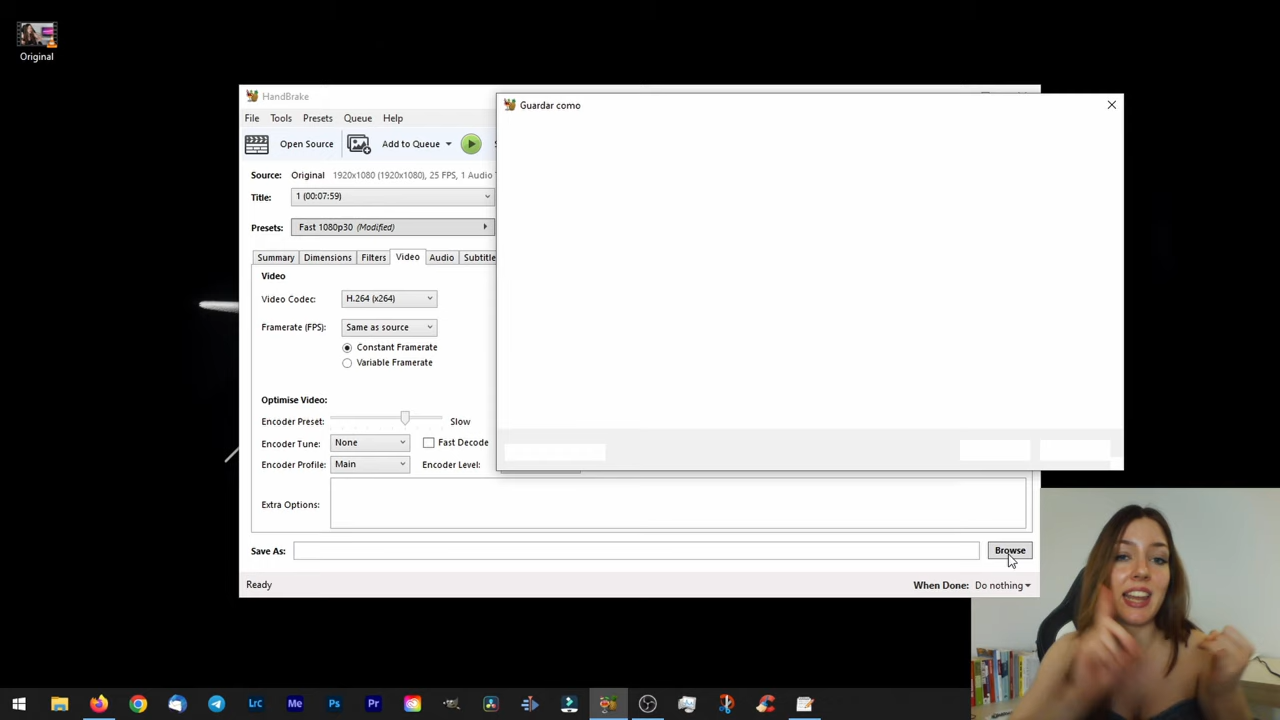 Original
HandBrake
Guardar como
File Tools Presets Queue Help
Open Source Add to Queue
Source: Original 1920x1080 (1920x1080), 25 FPS, 1 Audio
Title: 1 (00:07:59)
Presets: Fast 1080p30 (Modified)
Summary Dimensions Filters Video Audio Subtitle
Video
Video Codec: H.264 (x264)
Framerate (FPS): Same as source
Constant Framerate
Variable Framerate
Optimise Video:
Encoder Preset: Slow
Encoder Tune: None Fast Decode
Encoder Profile: Main Encoder Level:
Extra Options:
Save As: Browse
Ready When Done: Do nothing
Lrc Me Ps Pr